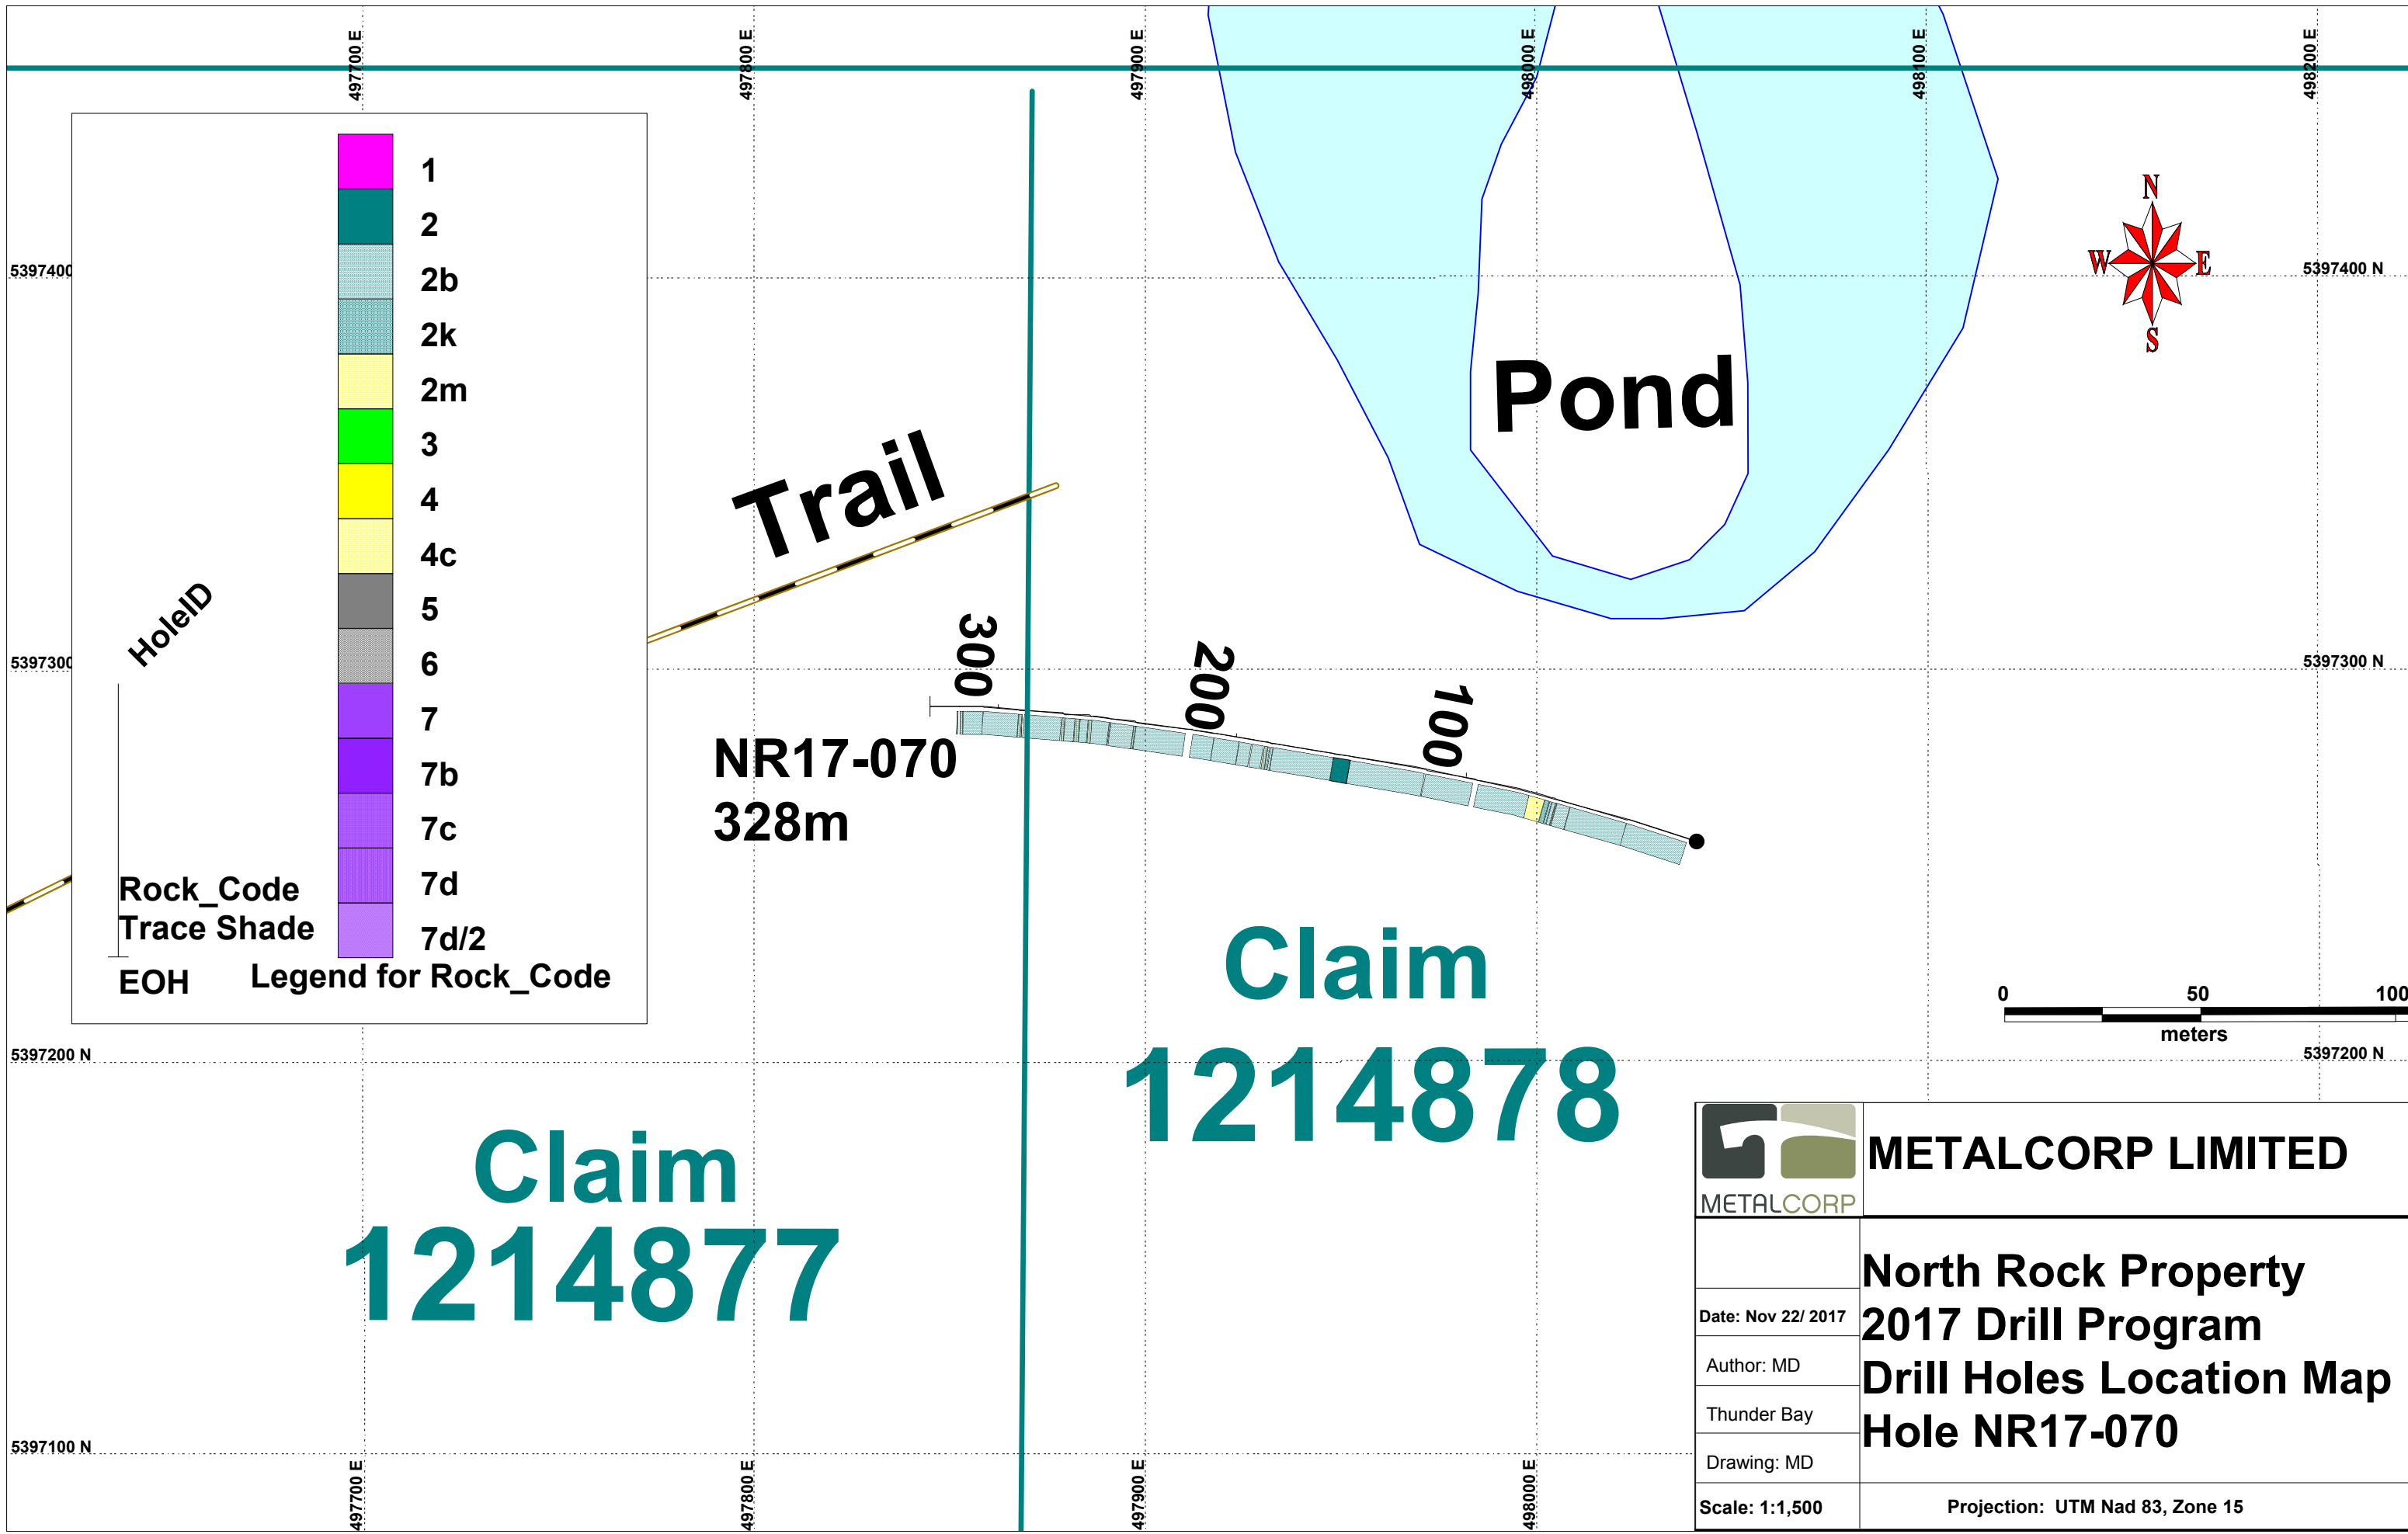 497700 E
497800 E
497900 E
498000 E
498100 E
498200 E
1
2
2b
2k
2m
3
4
4c
5
6
7
7b
7c
7d
7d/2
HoleID
Rock_Code
Trace Shade
EOH
Legend for Rock_Code
N
W
E
S
5397400
5397400 N
Pond
Trail
5397300
5397300 N
300
200
100
NR17-070
328m
Claim
1214878
0
50
100
meters
5397200 N
5397200 N
Claim
1214877
METALCORP
METALCORP LIMITED
North Rock Property
2017 Drill Program
Drill Holes Location Map
Hole NR17-070
Date: Nov 22/ 2017
Author: MD
Thunder Bay
Drawing: MD
Scale: 1:1,500
Projection: UTM Nad 83, Zone 15
5397100 N
497700 E
497800 E
497900 E
498000 E